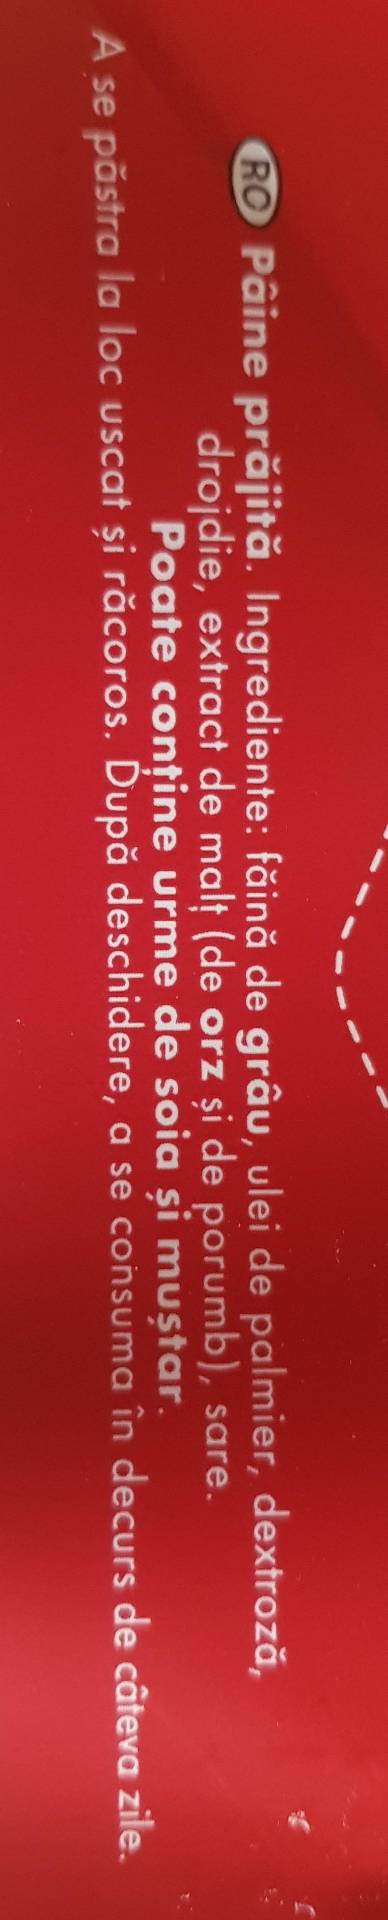 RO Pâine prăjită. Ingrediente: făină de grâu, ulei de palmier, dextroză,
drojdie, extract de malț (de orz și de porumb), sare.
Poate conține urme de soia și muștar.
A se păstra la loc uscat și răcoros. După deschidere, a se consuma în decurs de câteva zile.